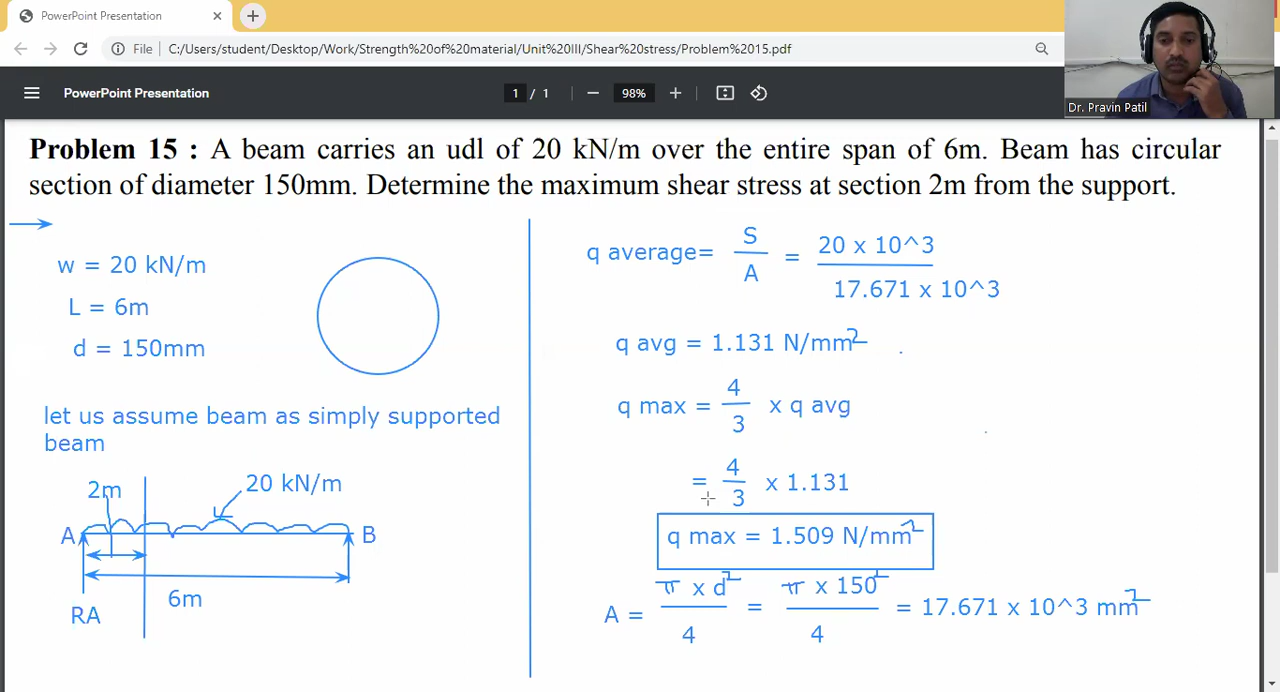 PowerPoint Presentation
File C:/Users/student/Desktop/Work/Strength%20of%20material/Unit%20III/Shear%20stress/Problem%2015.pdf
PowerPoint Presentation
1 / 1
98%
Dr. Pravin Patil
Problem 15 : A beam carries an udl of 20 kN/m over the entire span of 6m. Beam has circular
section of diameter 150mm. Determine the maximum shear stress at section 2m from the support.
w = 20 kN/m
L = 6m
d = 150mm
let us assume beam as simply supported
beam
2m
20 kN/m
A
B
6m
RA
q average= S/A = 20 x 10^3 / 17.671 x 10^3
q avg = 1.131 N/mm²
q max = 4/3 x q avg
= 4/3 x 1.131
q max = 1.509 N/mm²
A = π x d²/4 = π x 150²/4 = 17.671 x 10^3 mm²